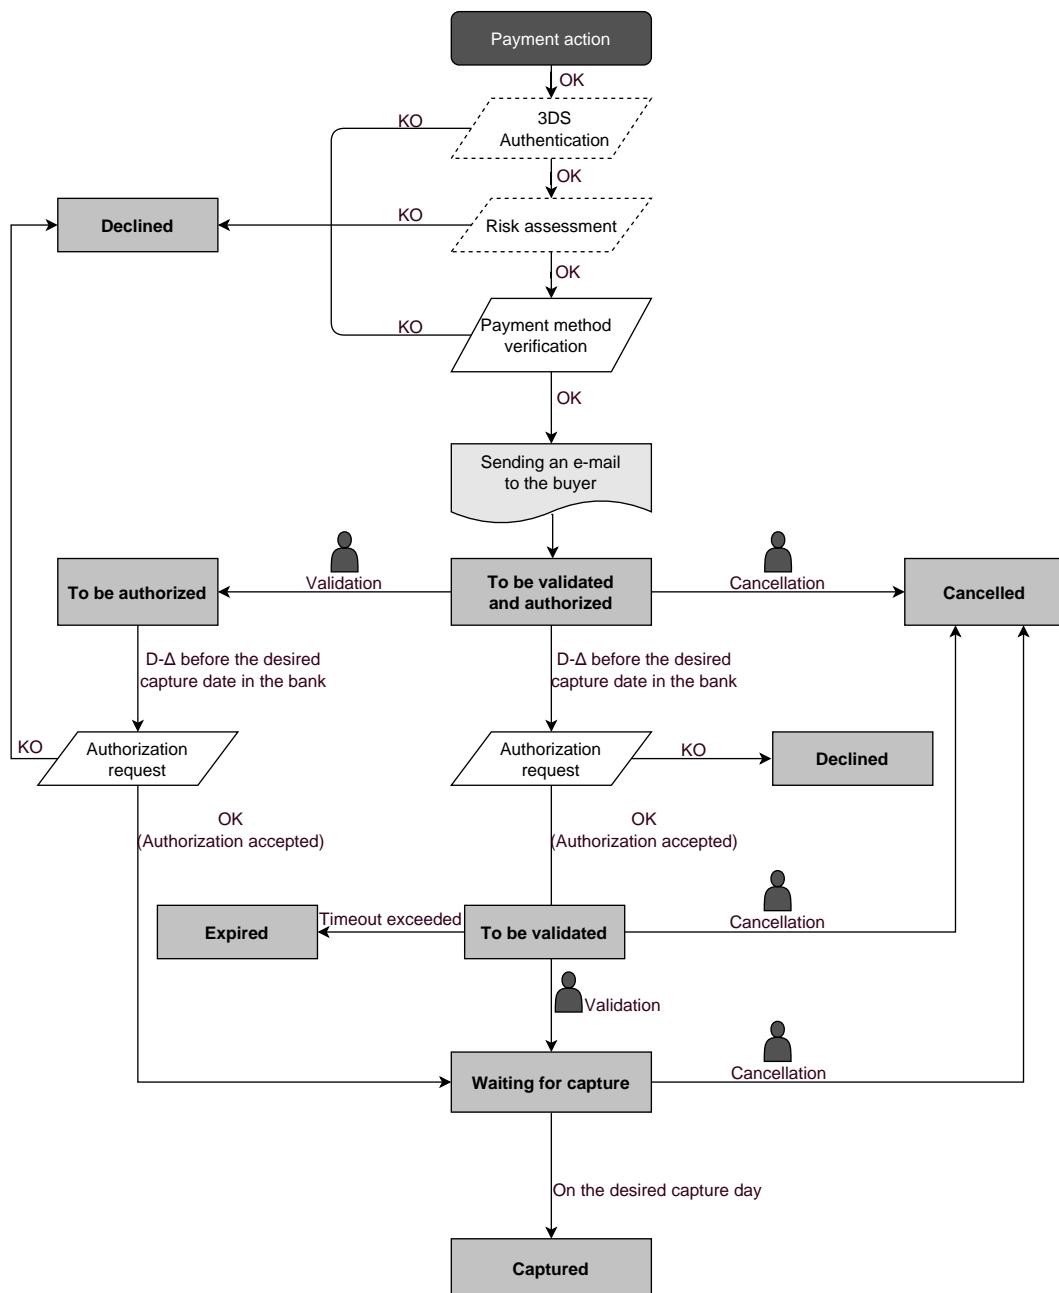 Payment action
OK
KO
3DS
Authentication
OK
Declined
KO
Risk assessment
OK
KO
Payment method
verification
OK
Sending an e-mail
to the buyer
Validation
Cancellation
To be authorized
To be validated
and authorized
Cancelled
D-Δ before the desired
capture date in the bank
D-Δ before the desired
capture date in the bank
KO
Authorization
request
Authorization
request
KO
Declined
OK
(Authorization accepted)
OK
(Authorization accepted)
Expired
Timeout exceeded
To be validated
Cancellation
Validation
Waiting for capture
Cancellation
On the desired capture day
Captured